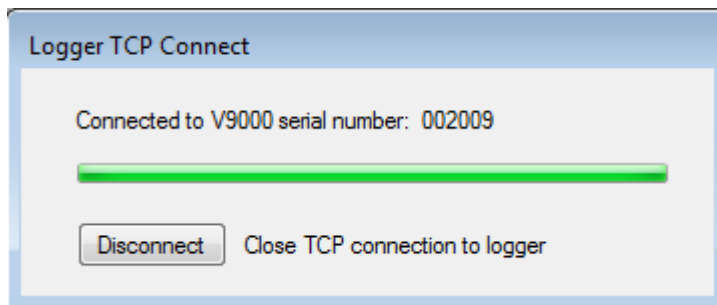 Logger TCP Connect
Connected to V9000 serial number: 002009
Disconnect Close TCP connection to logger